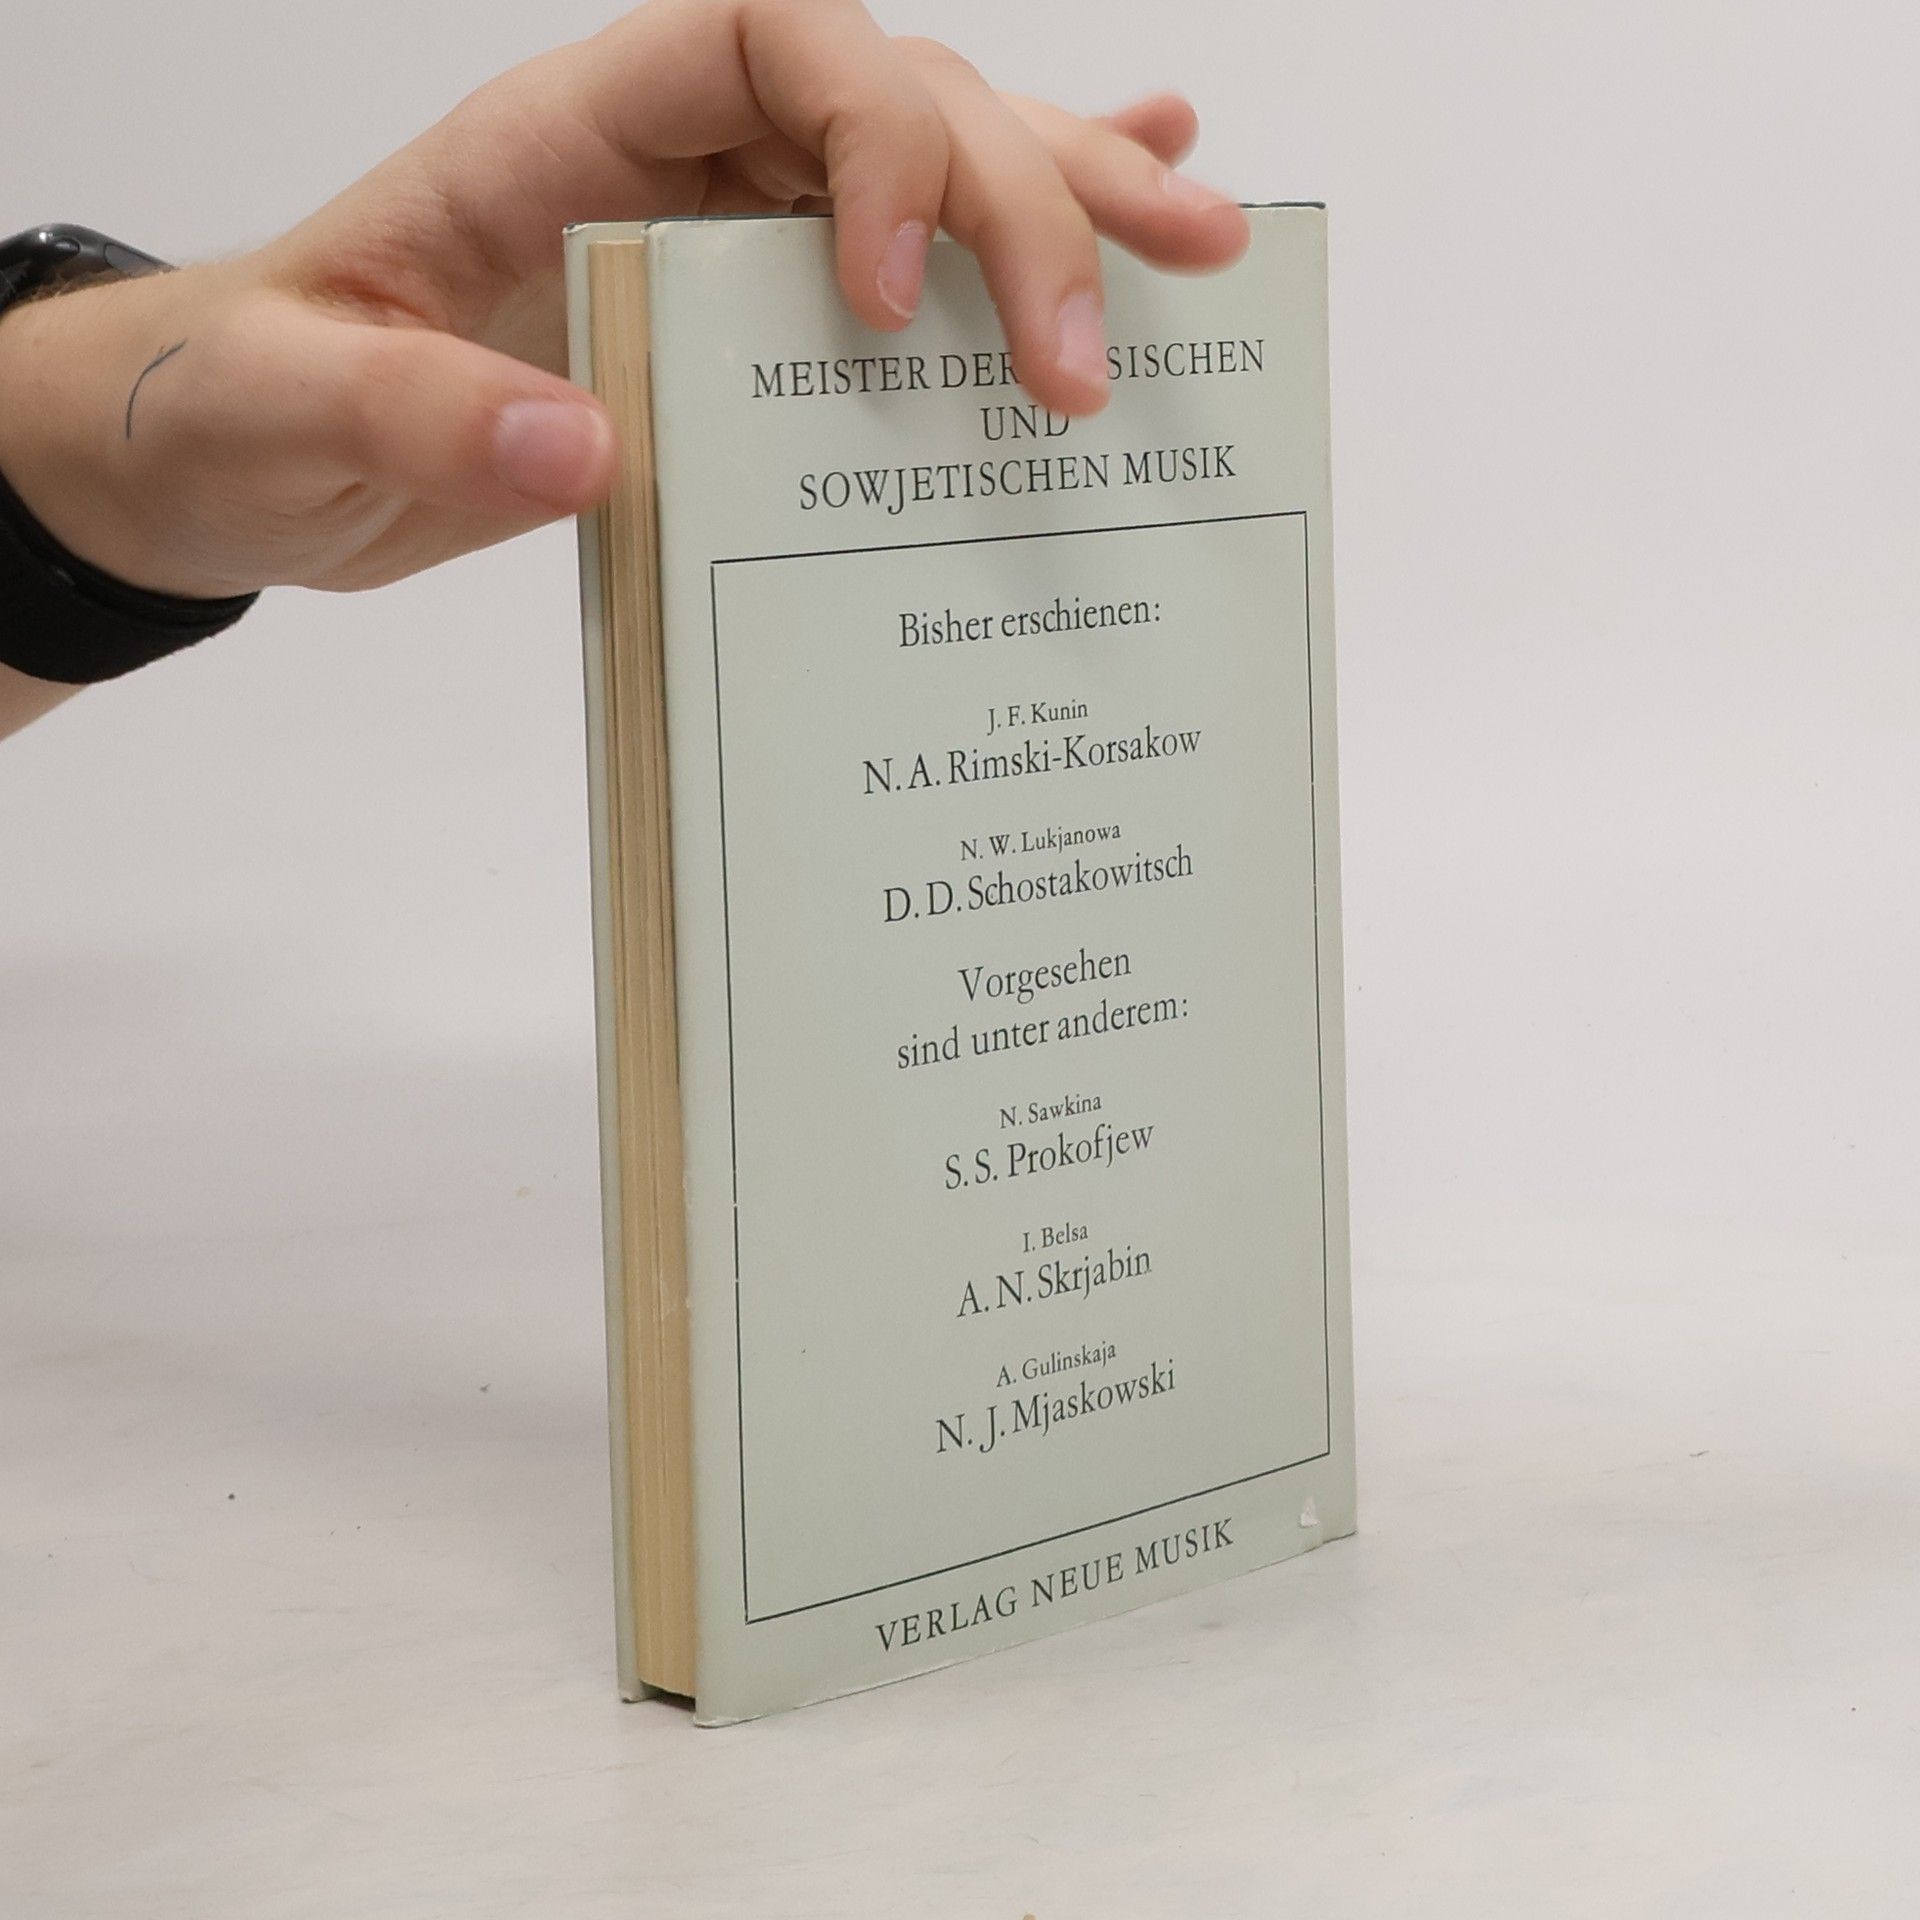 MEISTER DER SISCHEN
UND
SOWJETISCHEN MUSIK
Bisher erschienen:
J. F. Kunin
N. A. Rimski-Korsakow
N. W. Lukjanowa
D. D. Schostakowitsch
Vorgesehen
sind unter anderem:
N. Sawkina
S. S. Prokofjew
I. Belsa
A. N. Skrjabin
A. Gulinskaja
N. J. Mjaskowski
VERLAG NEUE MUSIK